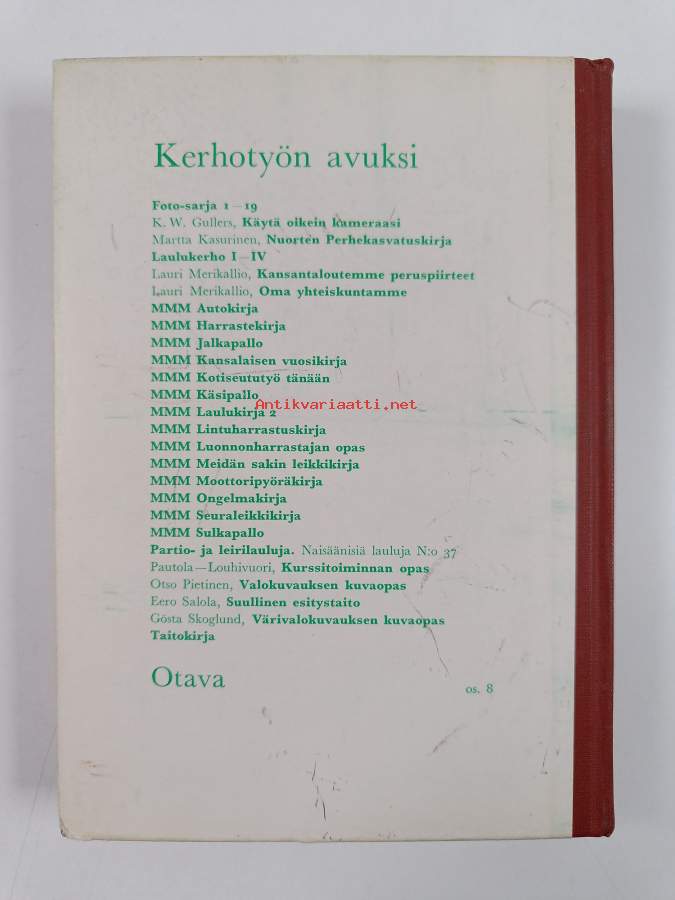 Kerhotyön avuksi
Foto-sarja 1—19
K. W. Gullers, Käytä oikein kameraasi
Martta Kasurinen, Nuorten Perhekasvatuskirja
Laulukerho I—IV
Lauri Merikallio, Kansantaloutemme peruspiirteet
Lauri Merikallio, Oma yhteiskuntamme
MMM Autokirja
MMM Harrastekirja
MMM Jalkapallo
MMM Kansalaisen vuosikirja
MMM Kotiseututyö tänään
MMM Käsipallo
Antikvariaatti.net
MMM Laulukirja 2
MMM Lintuharrastuskirja
MMM Luonnonharrastajan opas
MMM Meidän sakin leikkikirja
MMM Moottoripyöräkirja
MMM Ongelmakirja
MMM Seuraleikkikirja
MMM Sulkapallo
Partio- ja leirilauluja. Naisäänisiä lauluja N:o 37
Pautola—Louhivuori, Kurssitoiminnan opas
Otso Pietinen, Valokuvauksen kuvaopas
Eero Salola, Suullinen esitystaito
Gösta Skoglund, Värivalokuvauksen kuvaopas
Taitokirja
Otava
os. 8